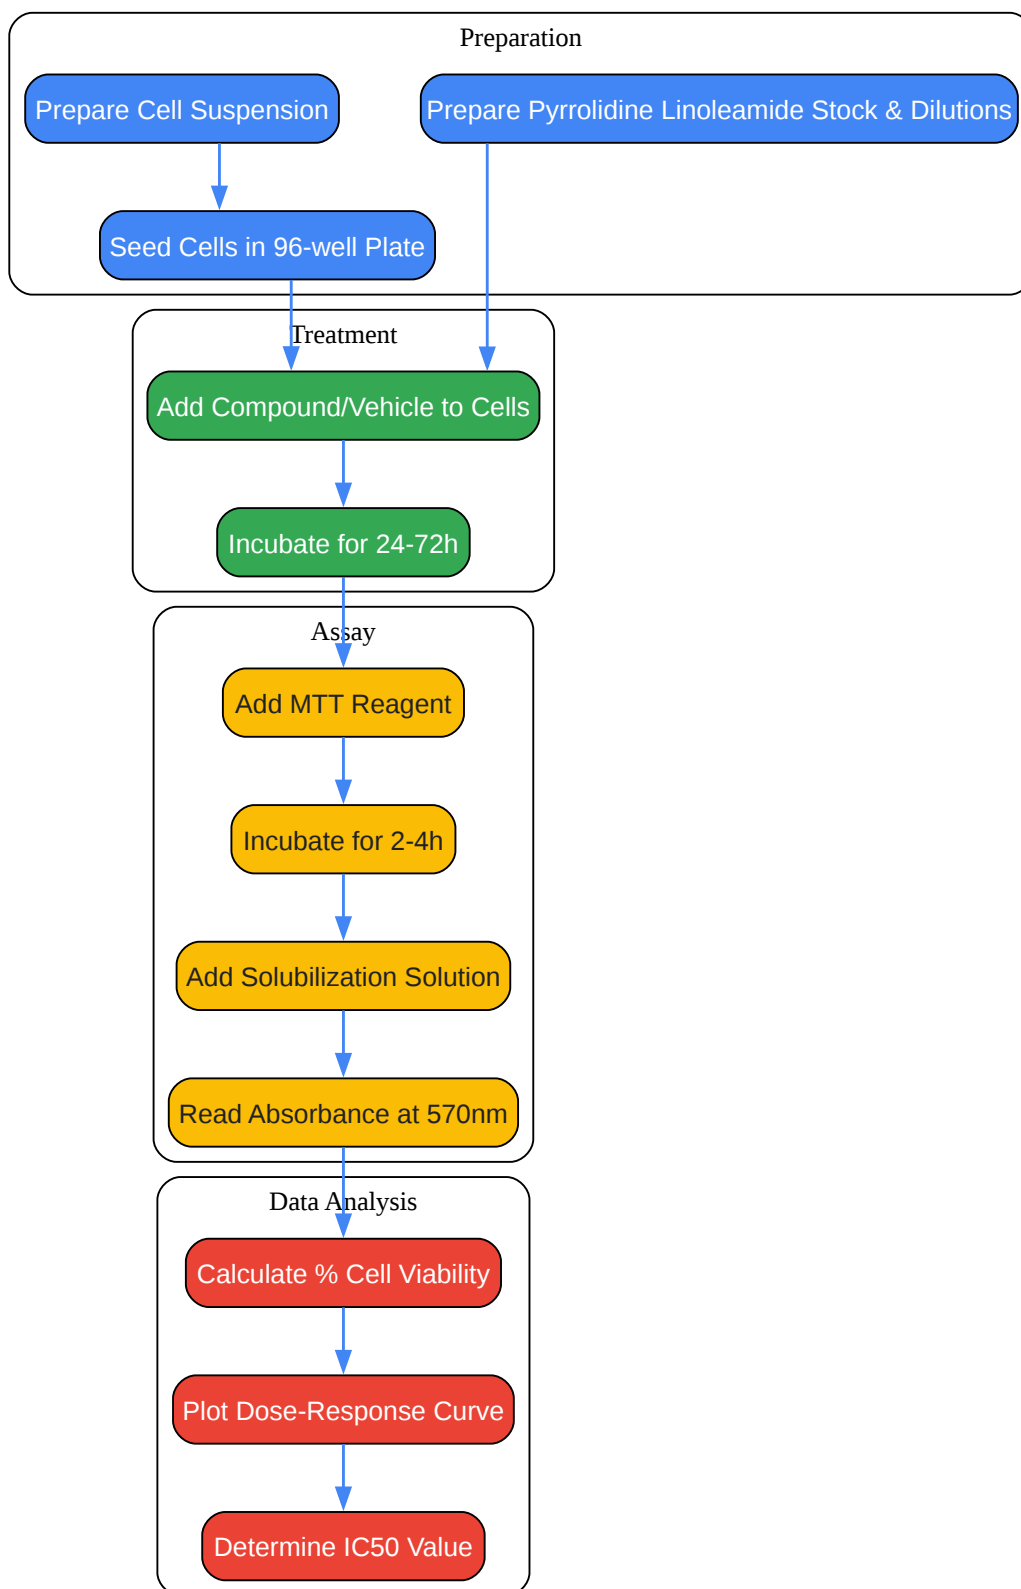 Preparation
Prepare Cell Suspension
Prepare Pyrrolidine Linoleamide Stock & Dilutions
Seed Cells in 96-well Plate
Treatment
Add Compound/Vehicle to Cells
Incubate for 24-72h
Assay
Add MTT Reagent
Incubate for 2-4h
Add Solubilization Solution
Read Absorbance at 570nm
Data Analysis
Calculate % Cell Viability
Plot Dose-Response Curve
Determine IC50 Value